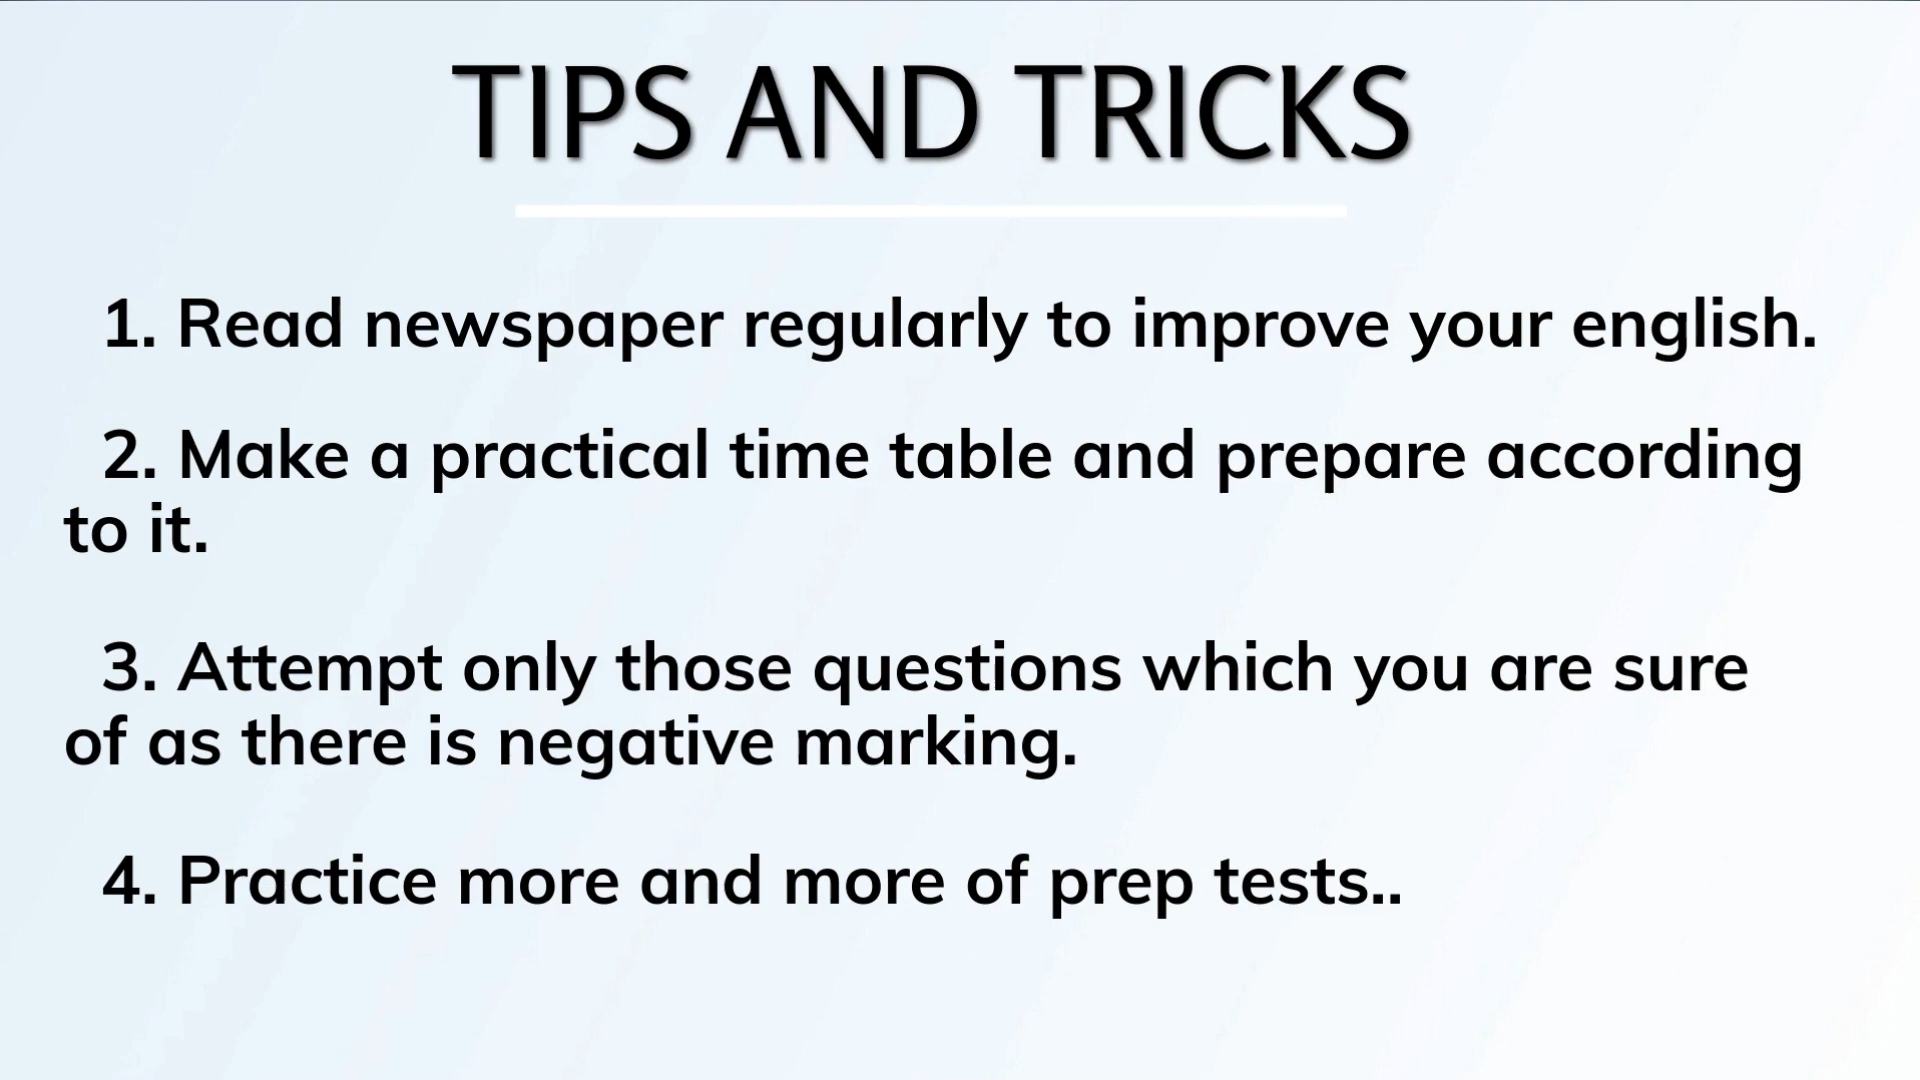 TIPS AND TRICKS
1. Read newspaper regularly to improve your english.
2. Make a practical time table and prepare according
to it.
3. Attempt only those questions which you are sure
of as there is negative marking.
4. Practice more and more of prep tests..